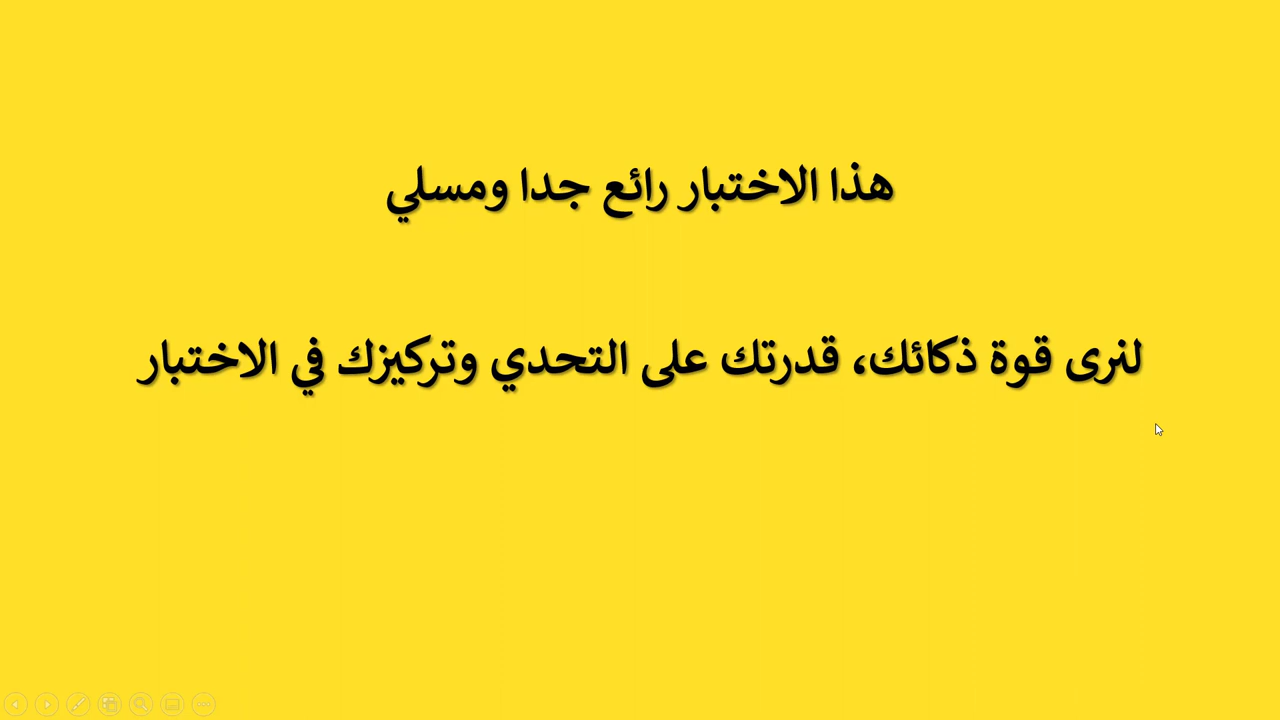 هذا الاختبار رائع جدا ومسلي
لنرى قوة ذكائك، قدرتك على التحدي وتركيزك في الاختبار